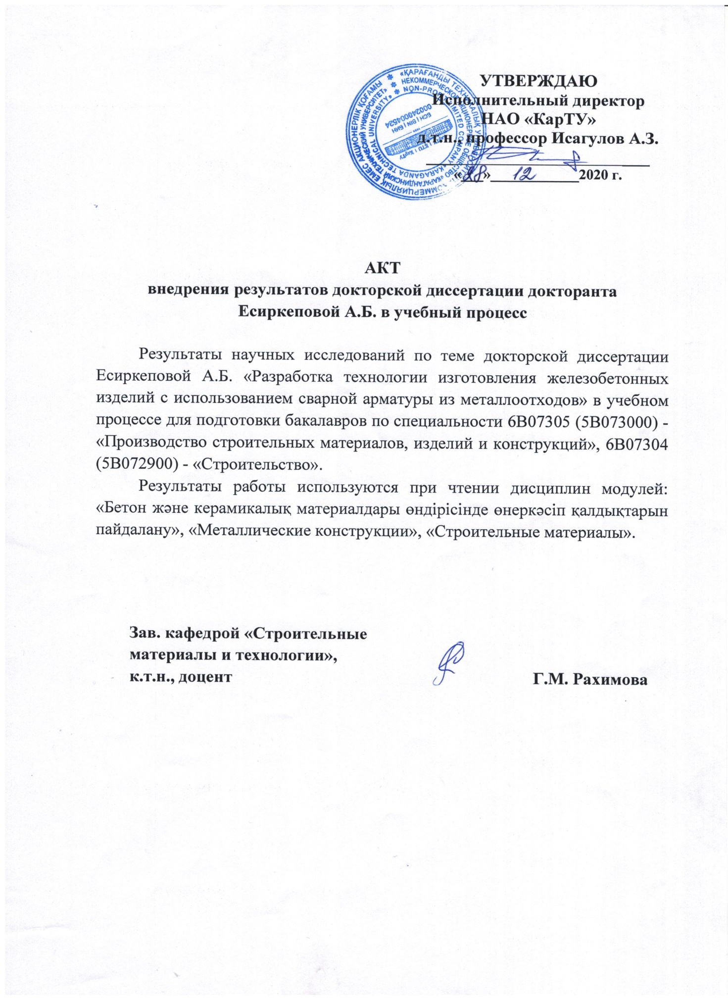 УТВЕРЖДАЮ
Исполнительный директор
НАО «КарТУ»
д.т.н., профессор Исагулов А.З.
«28» 12 2020 г.
«ҚАРАҒАНДЫ ТЕХНИКАЛЫҚ УНИВЕРСИТЕТІ» КОММЕРЦИЯЛЫҚ ЕМЕС АКЦИОНЕРЛІК ҚОҒАМЫ
НЕКОММЕРЧЕСКОЕ АКЦИОНЕРНОЕ ОБЩЕСТВО «КАРАГАНДИНСКИЙ ТЕХНИЧЕСКИЙ УНИВЕРСИТЕТ»
NON-PROFIT LIMITED COMPANY «KARAGANDA TECHNICAL UNIVERSITY»
БСН | BIN | БИН
000240004524
АКТ
внедрения результатов докторской диссертации докторанта
Есиркеповой А.Б. в учебный процесс
Результаты научных исследований по теме докторской диссертации
Есиркеповой А.Б. «Разработка технологии изготовления железобетонных
изделий с использованием сварной арматуры из металлоотходов» в учебном
процессе для подготовки бакалавров по специальности 6В07305 (5В073000) -
«Производство строительных материалов, изделий и конструкций», 6В07304
(5В072900) - «Строительство».
Результаты работы используются при чтении дисциплин модулей:
«Бетон және керамикалық материалдары өндірісінде өнеркәсіп қалдықтарын
пайдалану», «Металлические конструкции», «Строительные материалы».
Зав. кафедрой «Строительные
материалы и технологии»,
к.т.н., доцент
Г.М. Рахимова